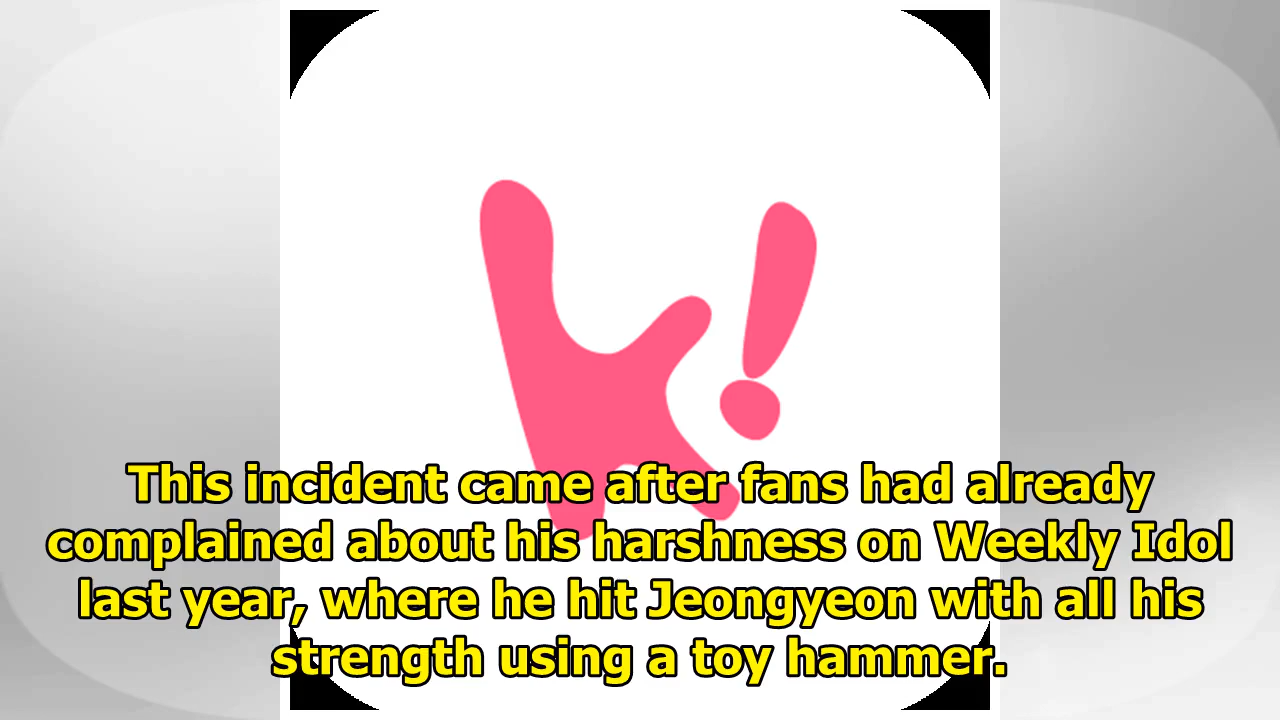 k!
This incident came after fans had already
complained about his harshness on Weekly Idol
last year, where he hit Jeongyeon with all his
strength using a toy hammer.